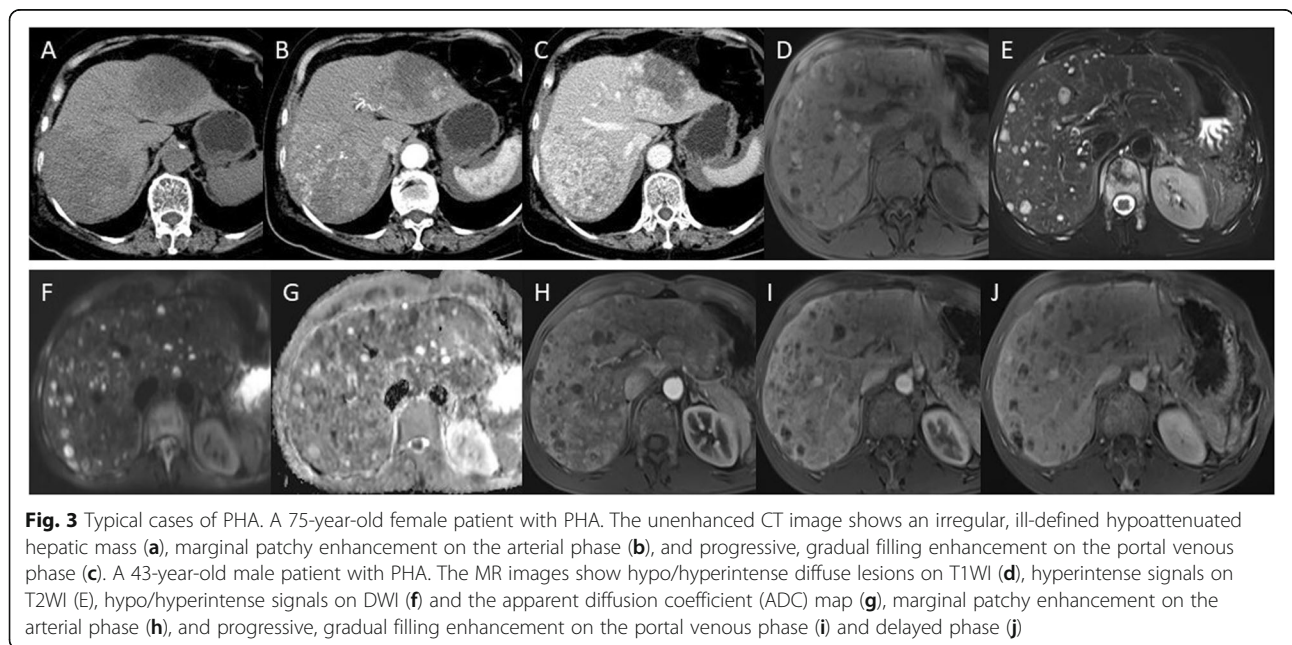 A
B
C
D
E
F
G
H
I
J
Fig. 3 Typical cases of PHA. A 75-year-old female patient with PHA. The unenhanced CT image shows an irregular, ill-defined hypoattenuated
hepatic mass (a), marginal patchy enhancement on the arterial phase (b), and progressive, gradual filling enhancement on the portal venous
phase (c). A 43-year-old male patient with PHA. The MR images show hypo/hyperintense diffuse lesions on T1WI (d), hyperintense signals on
T2WI (E), hypo/hyperintense signals on DWI (f) and the apparent diffusion coefficient (ADC) map (g), marginal patchy enhancement on the
arterial phase (h), and progressive, gradual filling enhancement on the portal venous phase (i) and delayed phase (j)